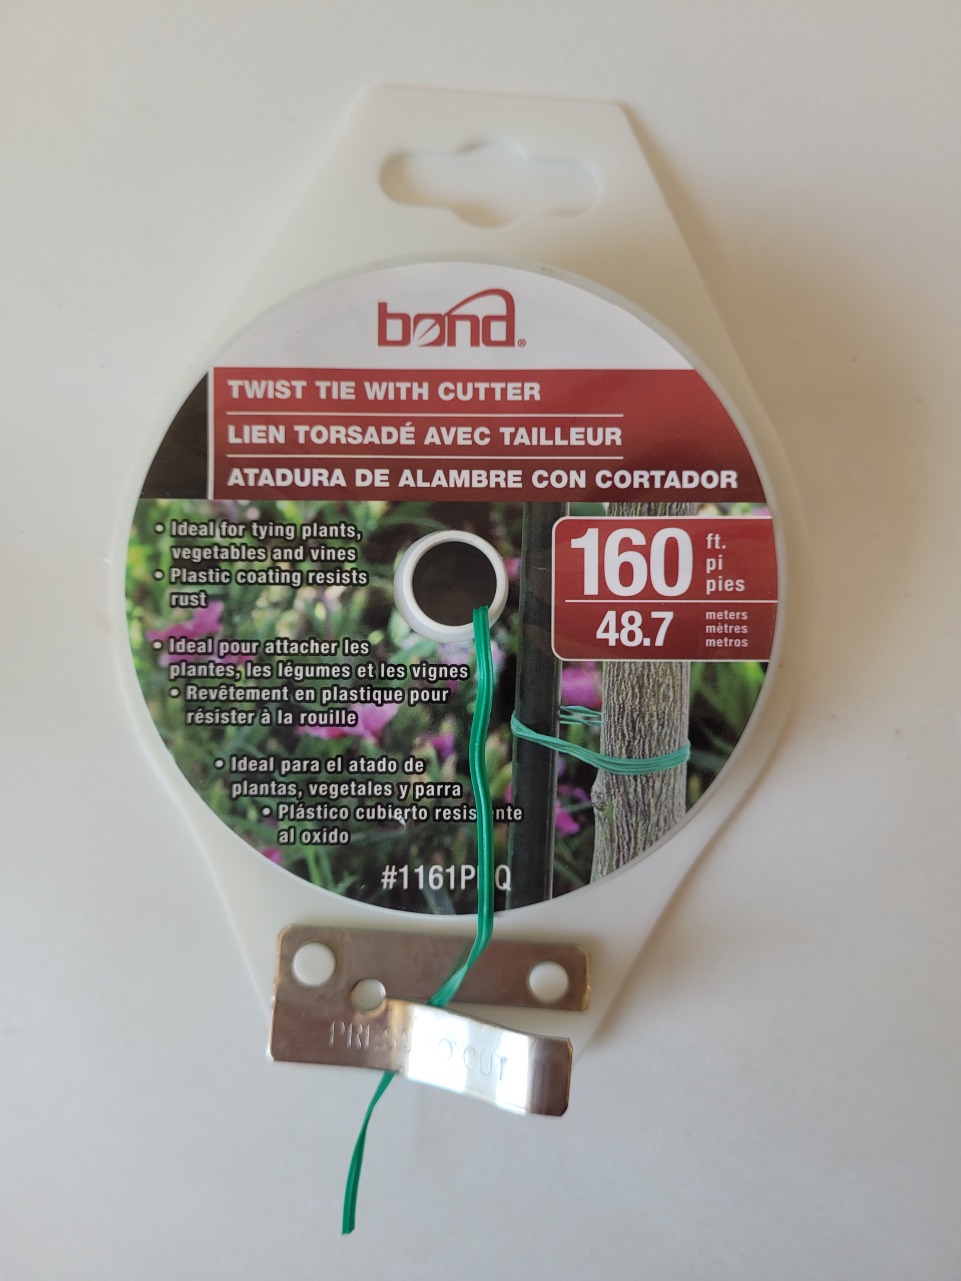 bond®
TWIST TIE WITH CUTTER
LIEN TORSADÉ AVEC TAILLEUR
ATADURA DE ALAMBRE CON CORTADOR
• Ideal for tying plants,
vegetables and vines
• Plastic coating resists
rust
160 ft.
pi
pies
48.7 meters
mètres
metros
• Ideal pour attacher les
plantes, les légumes et les vignes
• Revêtement en plastique pour
résister à la rouille
• Ideal para el atado de
plantas, vegetales y parra
• Plástico cubierto
al oxido
PRESS TO CUT